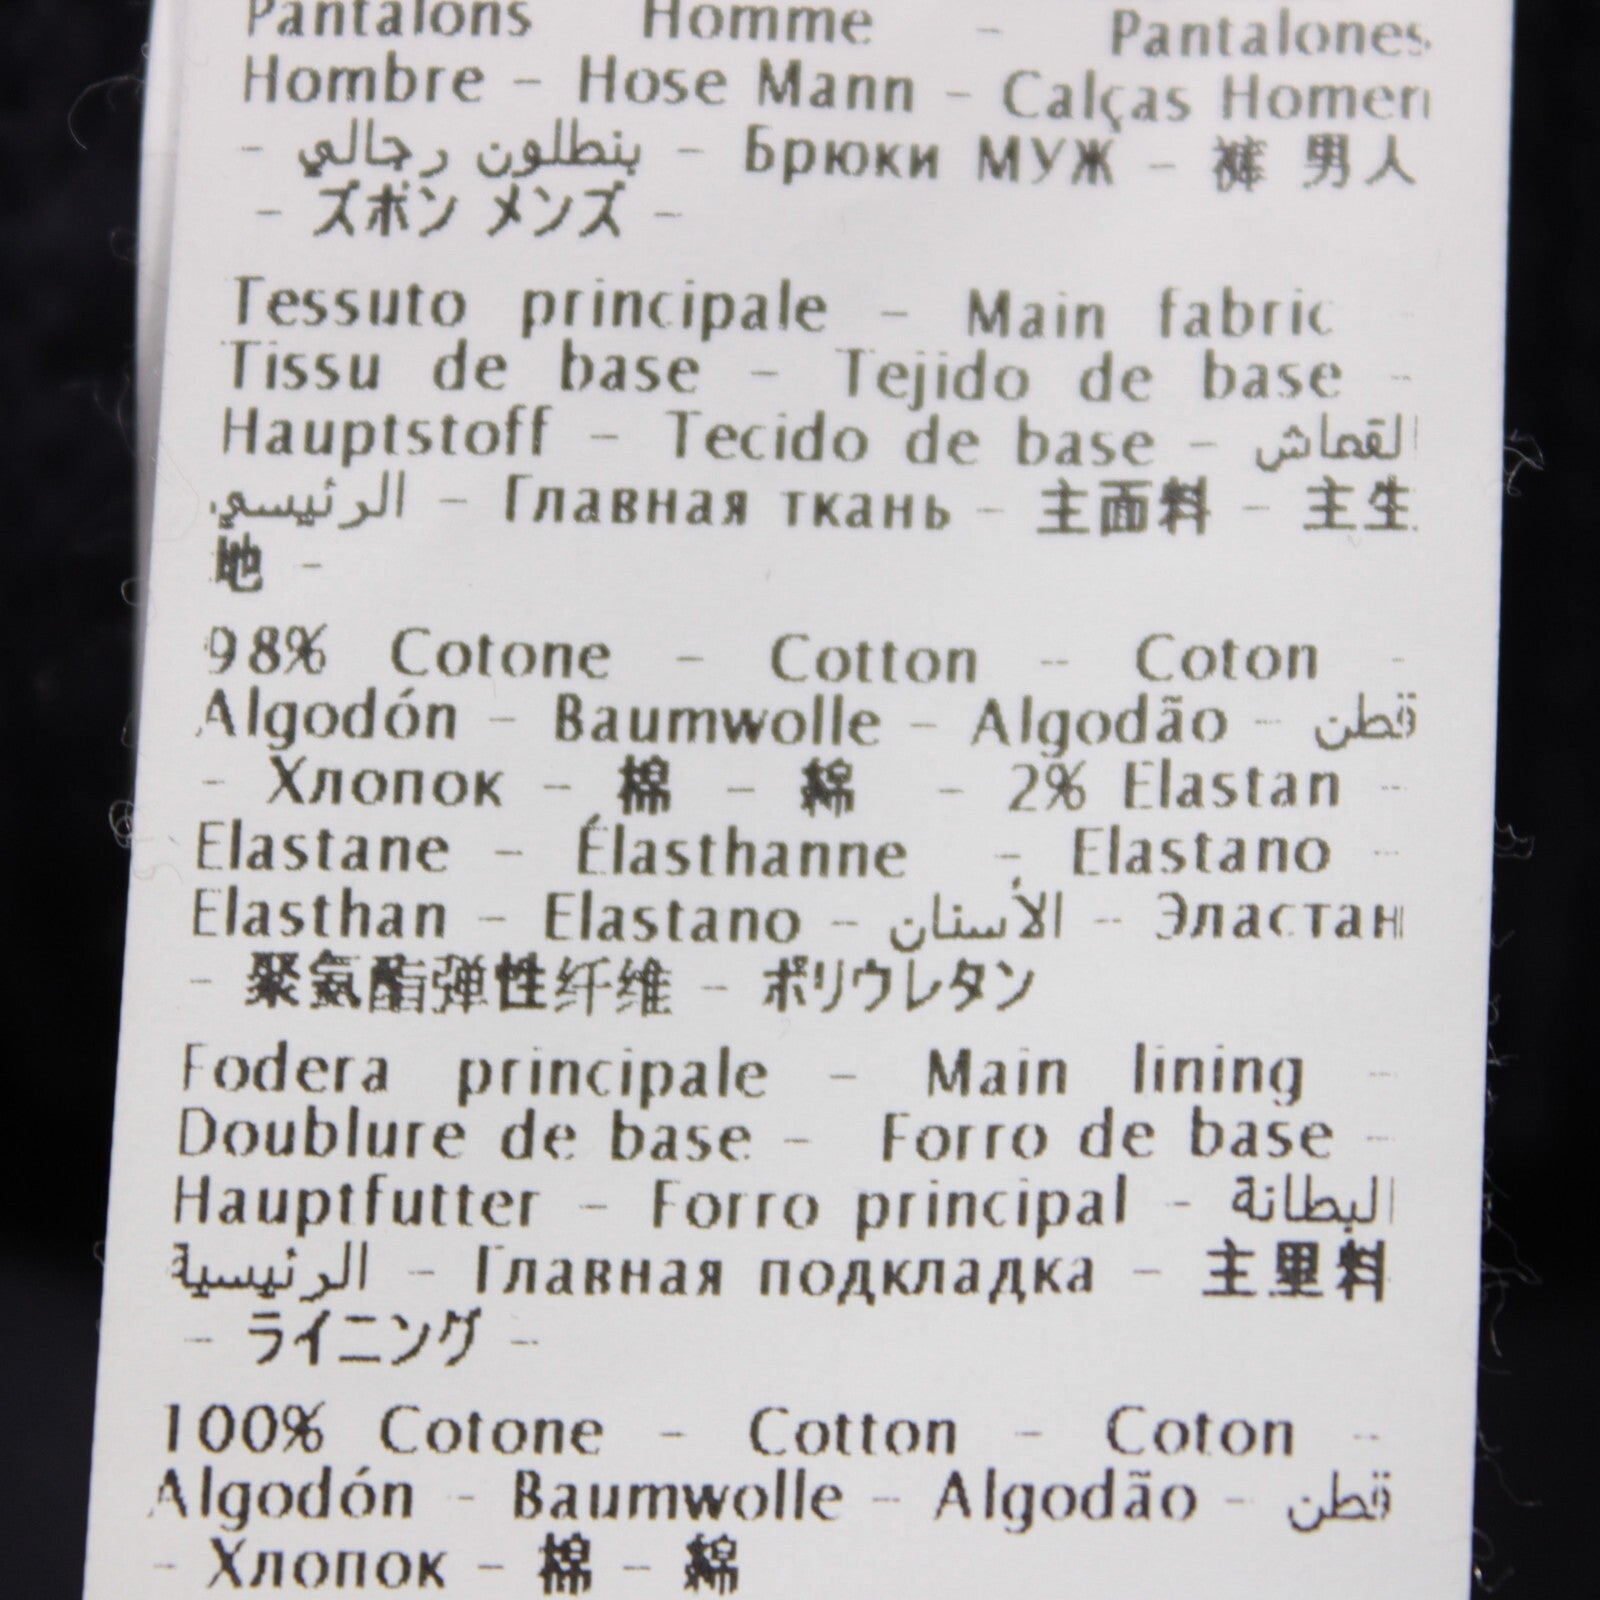 Pantalons Homme - Pantalones
Hombre - Hose Mann - Calças Homem
- بنطلون رجالي - Брюки МУЖ - 裤 男人
- ズボン メンズ -
Tessuto principale - Main fabric -
Tissu de base - Tejido de base -
Hauptstoff - Tecido de base - القماش
الرئيسي - Главная ткань - 主面料 - 主生
地 -
98% Cotone - Cotton - Coton -
Algodón - Baumwolle - Algodão - قطن
- Хлопок - 棉 - 綿 - 2% Elastan -
Elastane - Élasthanne - Elastano -
Elasthan - Elastano - الأستان - Эластан
- 聚氨酯弹性纤维 - ポリウレタン
Fodera principale - Main lining -
Doublure de base - Forro de base -
Hauptfutter - Forro principal - البطانة
الرئيسية - Главная подкладка - 主里料
- ライニング -
100% Cotone - Cotton - Coton -
Algodón - Baumwolle - Algodão - قطن
- Хлопок - 棉 - 綿